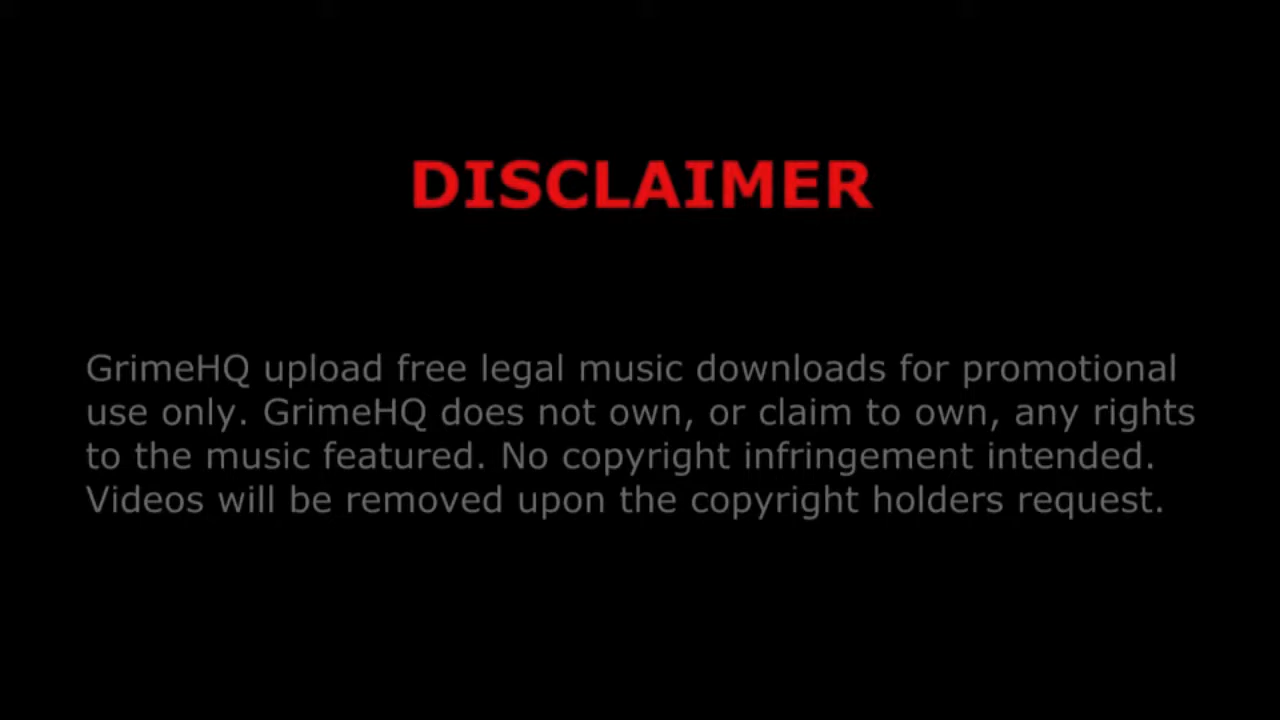 DISCLAIMER
GrimeHQ upload free legal music downloads for promotional
use only. GrimeHQ does not own, or claim to own, any rights
to the music featured. No copyright infringement intended.
Videos will be removed upon the copyright holders request.